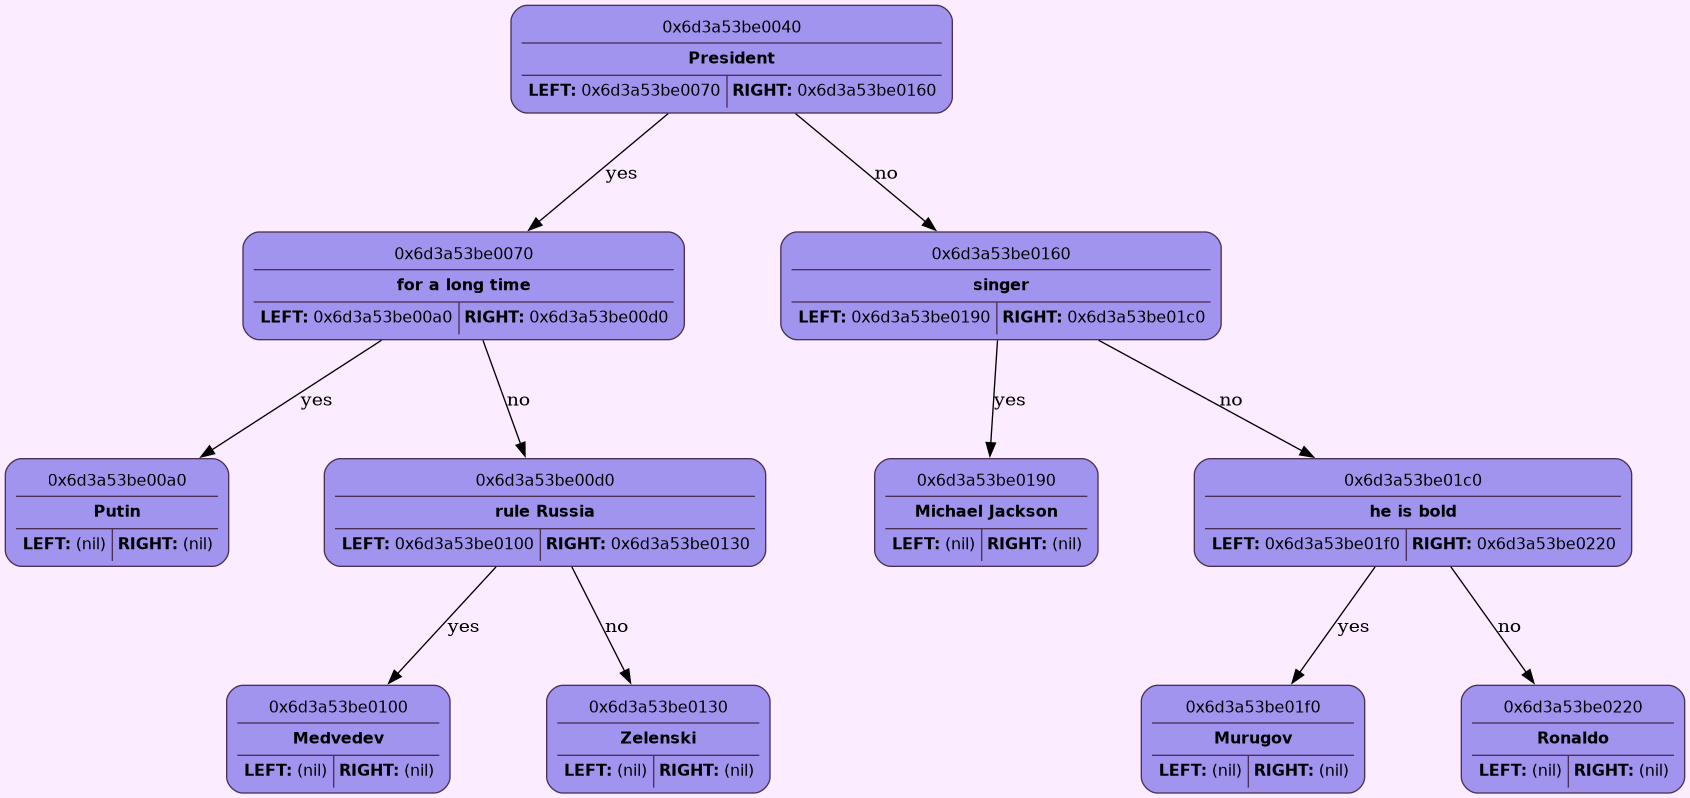 0x6d3a53be0040
President
LEFT: 0x6d3a53be0070 RIGHT: 0x6d3a53be0160
yes no
0x6d3a53be0070
for a long time
LEFT: 0x6d3a53be00a0 RIGHT: 0x6d3a53be00d0
0x6d3a53be0160
singer
LEFT: 0x6d3a53be0190 RIGHT: 0x6d3a53be01c0
yes no yes no
0x6d3a53be00a0
Putin
LEFT: (nil) RIGHT: (nil)
0x6d3a53be00d0
rule Russia
LEFT: 0x6d3a53be0100 RIGHT: 0x6d3a53be0130
0x6d3a53be0190
Michael Jackson
LEFT: (nil) RIGHT: (nil)
0x6d3a53be01c0
he is bold
LEFT: 0x6d3a53be01f0 RIGHT: 0x6d3a53be0220
yes no yes no
0x6d3a53be0100
Medvedev
LEFT: (nil) RIGHT: (nil)
0x6d3a53be0130
Zelenski
LEFT: (nil) RIGHT: (nil)
0x6d3a53be01f0
Murugov
LEFT: (nil) RIGHT: (nil)
0x6d3a53be0220
Ronaldo
LEFT: (nil) RIGHT: (nil)